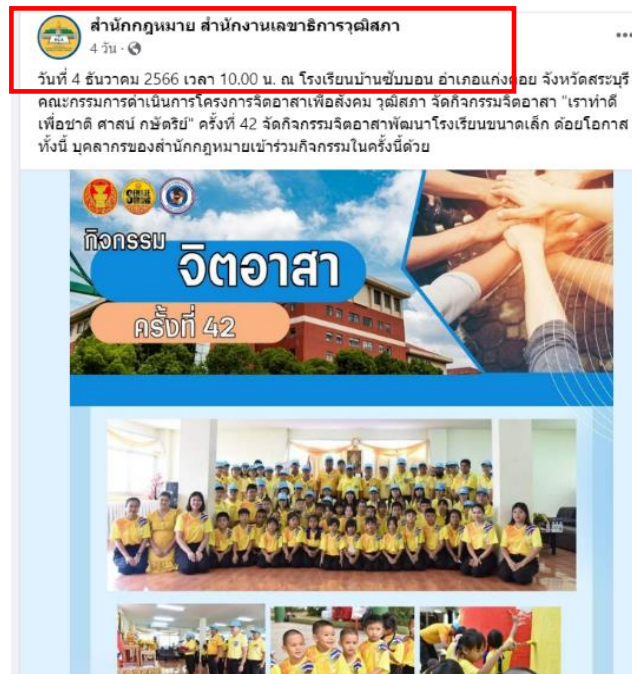 สำนักกฎหมาย สำนักงานเลขาธิการวุฒิสภา
4 วัน ·
วันที่ 4 ธันวาคม 2566 เวลา 10.00 น. ณ โรงเรียนบ้านซับบอน อำเภอแก่งคอย จังหวัดสระบุรี
คณะกรรมการดำเนินการโครงการจิตอาสาเพื่อสังคม วุฒิสภา จัดกิจกรรมจิตอาสา "เราทำดี
เพื่อชาติ ศาสน์ กษัตริย์" ครั้งที่ 42 จัดกิจกรรมจิตอาสาพัฒนาโรงเรียนขนาดเล็ก ด้อยโอกาส
ทั้งนี้ บุคลากรของสำนักกฎหมายเข้าร่วมกิจกรรมในครั้งนี้ด้วย
กิจกรรม
จิตอาสา
ครั้งที่ 42